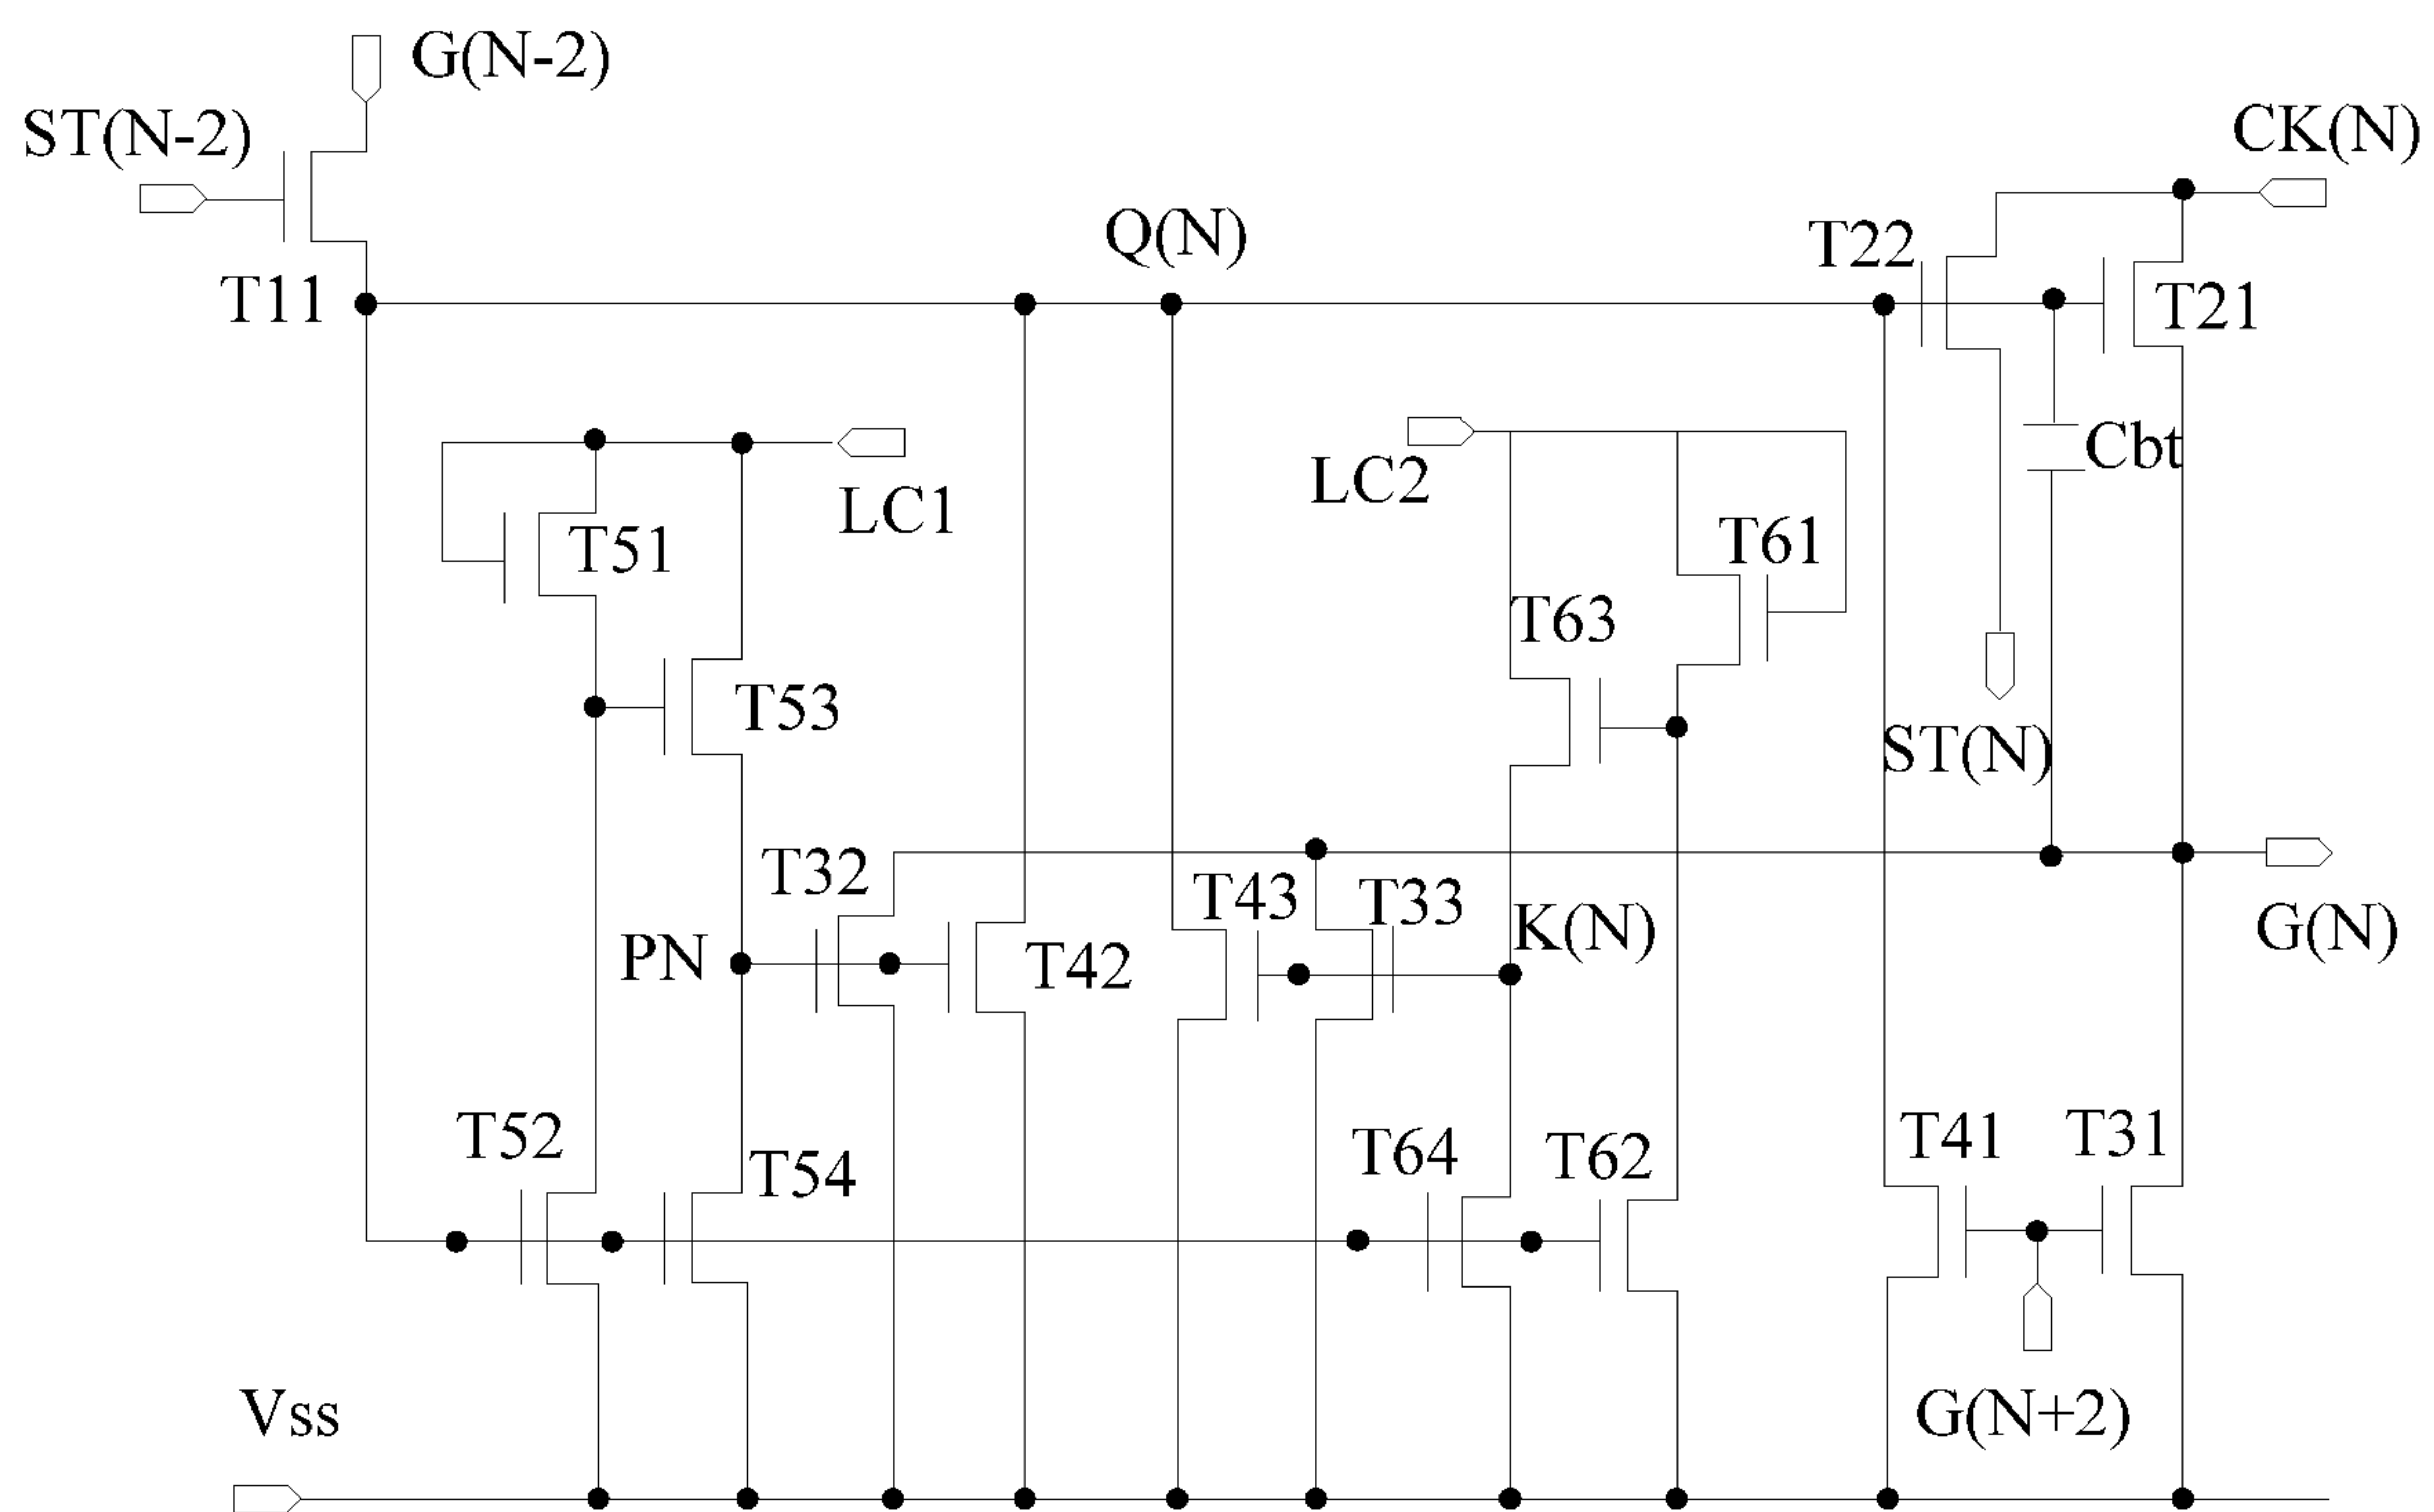 G(N-2)
ST(N-2)
CK(N)
T11
Q(N)
T22
T21
LC1
LC2
Cbt
T51
T61
T63
T53
ST(N)
T32
T43
T33
K(N)
G(N)
PN
T42
T52
T54
T64
T62
T41
T31
Vss
G(N+2)